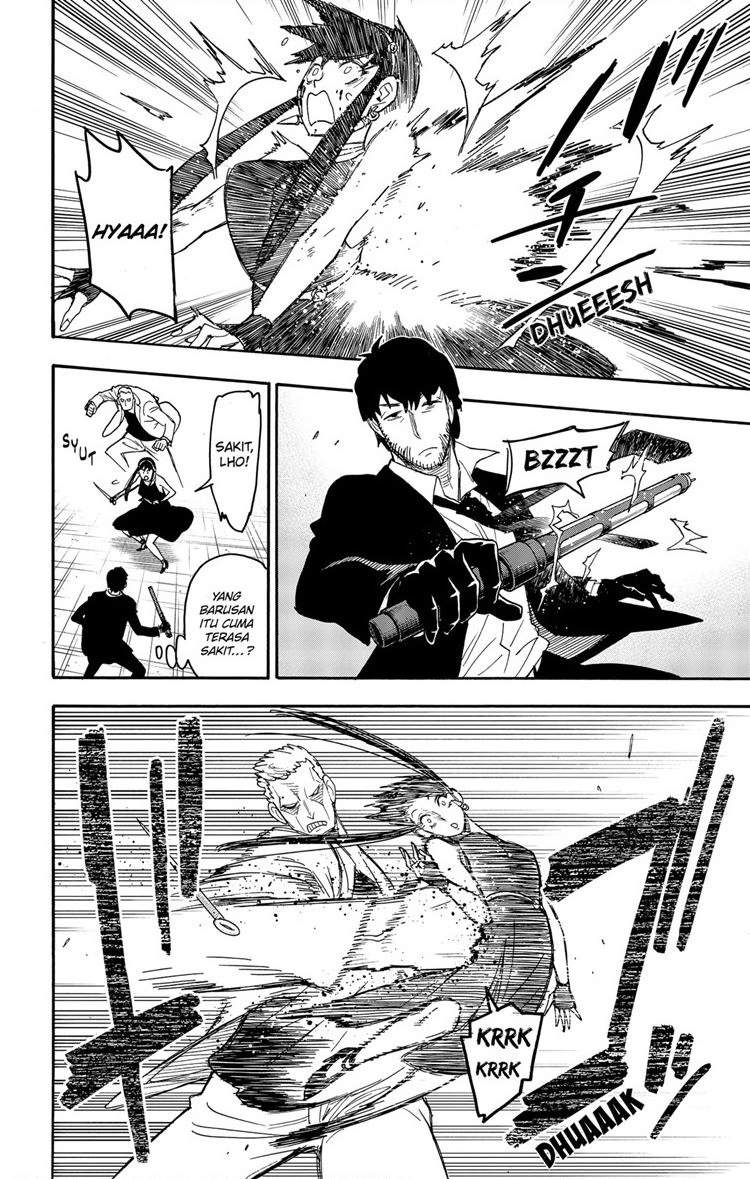 HYAAA!
DHUEEESH
BZZZT
SYUT
SAKIT,
LHO!
YANG
BARUSAN
ITU CUMA
TERASA
SAKIT...?
KRRK
KRRK
DHUAAAK